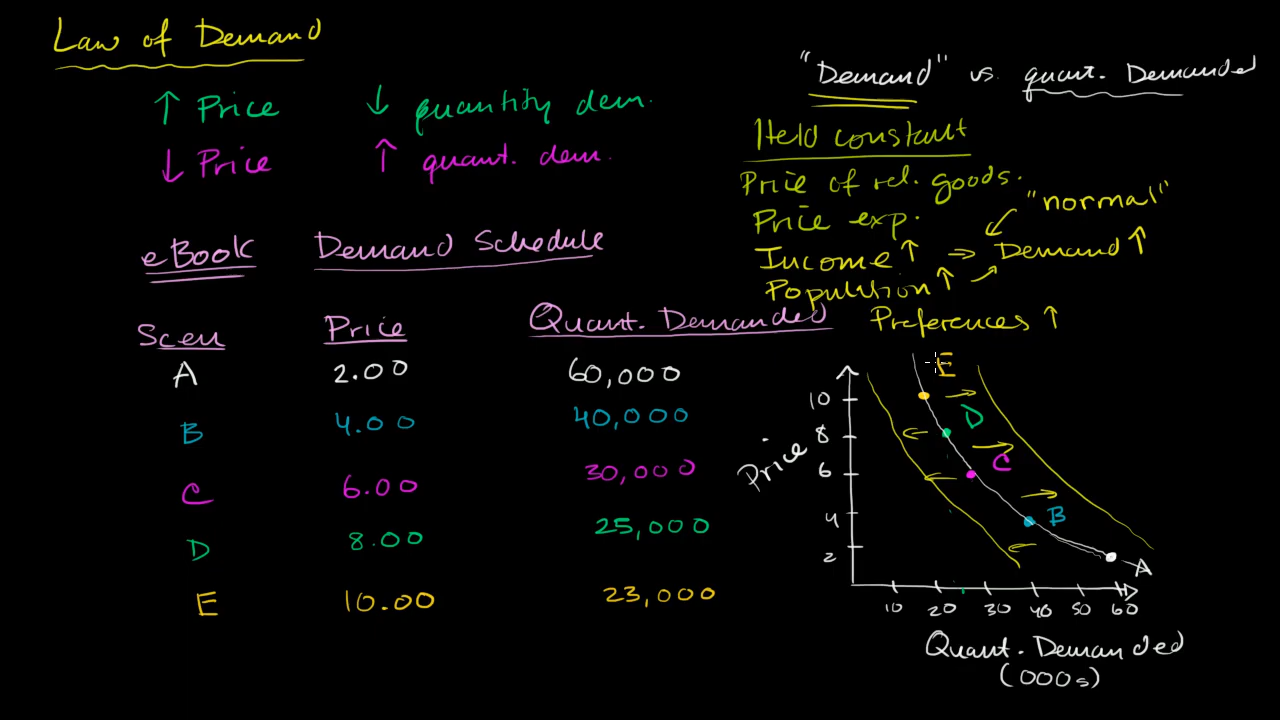 Law of Demand
↑ Price ↓ quantity dem.
↓ Price ↑ quant. dem.
eBook Demand Schedule
Scen Price Quant. Demanded
A 2.00 60,000
B 4.00 40,000
C 6.00 30,000
D 8.00 25,000
E 10.00 23,000
"Demand" vs. quant. Demanded
Held constant
Price of rel. goods.
Price exp.
"normal"
Income ↑ ⇒ Demand ↑
Population ↑
Preferences ↑
E
D
C
B
A
Price
10
8
6
4
2
10 20 30 40 50 60
Quant. Demanded
(000s)